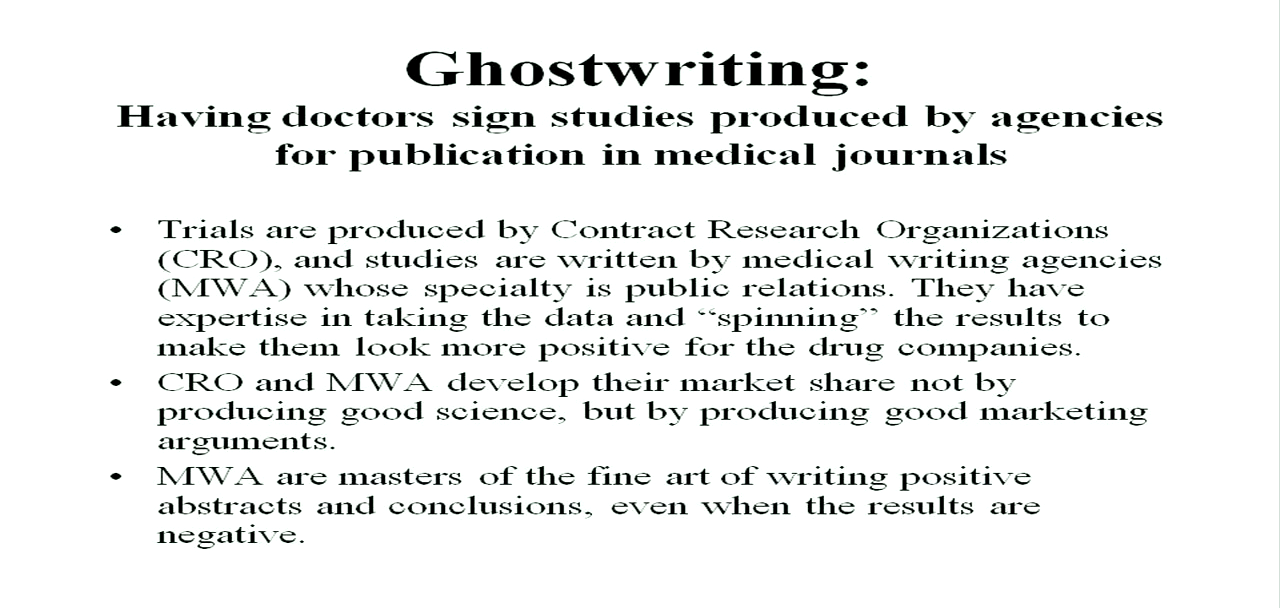 Ghostwriting:
Having doctors sign studies produced by agencies
for publication in medical journals
• Trials are produced by Contract Research Organizations
(CRO), and studies are written by medical writing agencies
(MWA) whose specialty is public relations. They have
expertise in taking the data and “spinning” the results to
make them look more positive for the drug companies.
• CRO and MWA develop their market share not by
producing good science, but by producing good marketing
arguments.
• MWA are masters of the fine art of writing positive
abstracts and conclusions, even when the results are
negative.